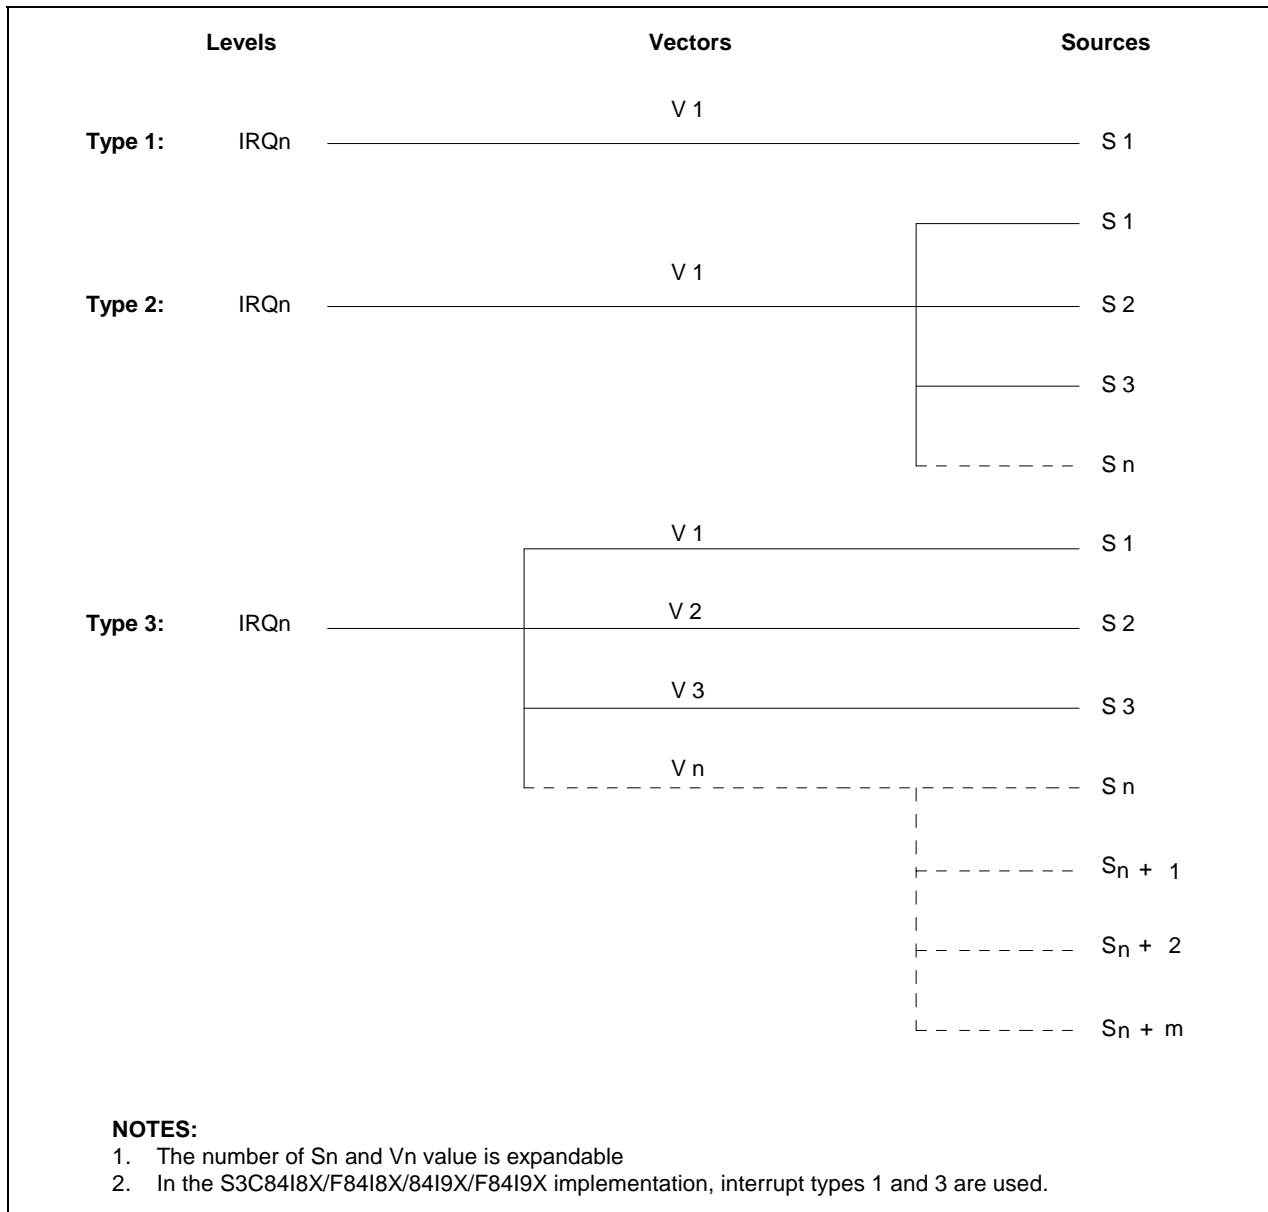 Levels Vectors Sources
V 1
Type 1: IRQn S 1
S 1
V 1
Type 2: IRQn S 2
S 3
S n
V 1 S 1
Type 3: IRQn V 2 S 2
V 3 S 3
V n S n
Sn + 1
Sn + 2
Sn + m
NOTES:
1. The number of Sn and Vn value is expandable
2. In the S3C84I8X/F84I8X/84I9X/F84I9X implementation, interrupt types 1 and 3 are used.